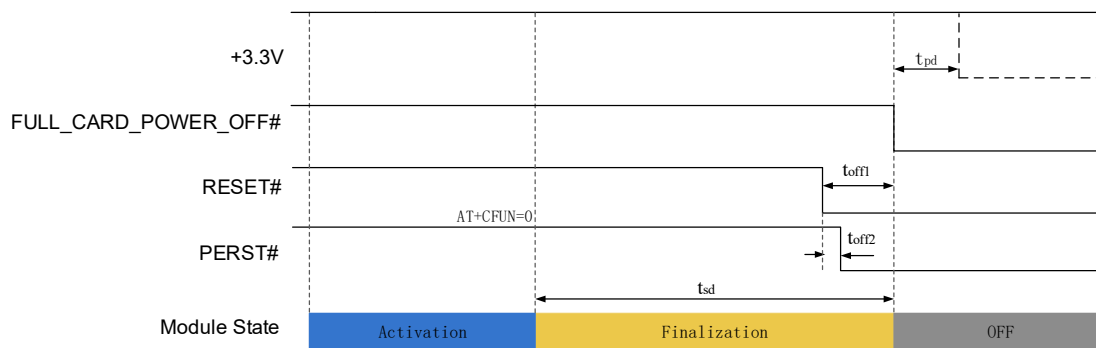 +3.3V
tpd
FULL_CARD_POWER_OFF#
RESET#
toff1
AT+CFUN=0
PERST#
toff2
tsd
Module State
Activation
Finalization
OFF